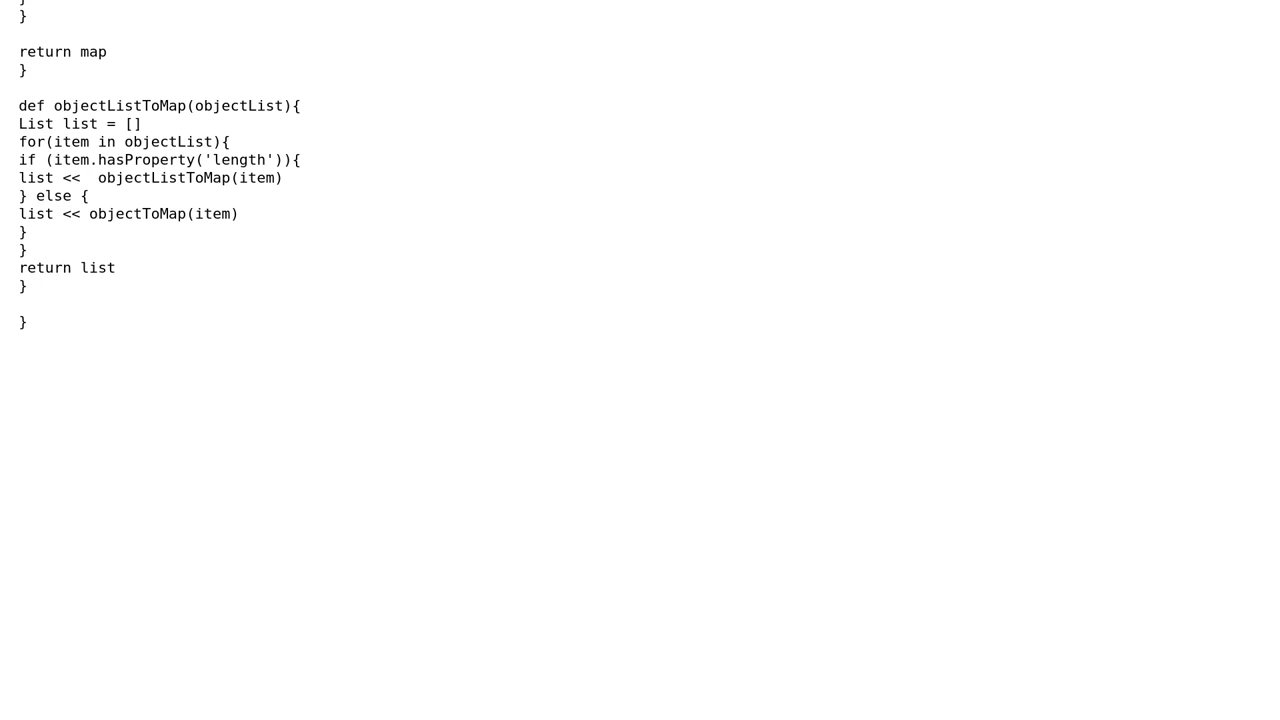 }
return map
}
def objectListToMap(objectList){
List list = []
for(item in objectList){
if (item.hasProperty('length')){
list <<  objectListToMap(item)
} else {
list << objectToMap(item)
}
}
return list
}
}